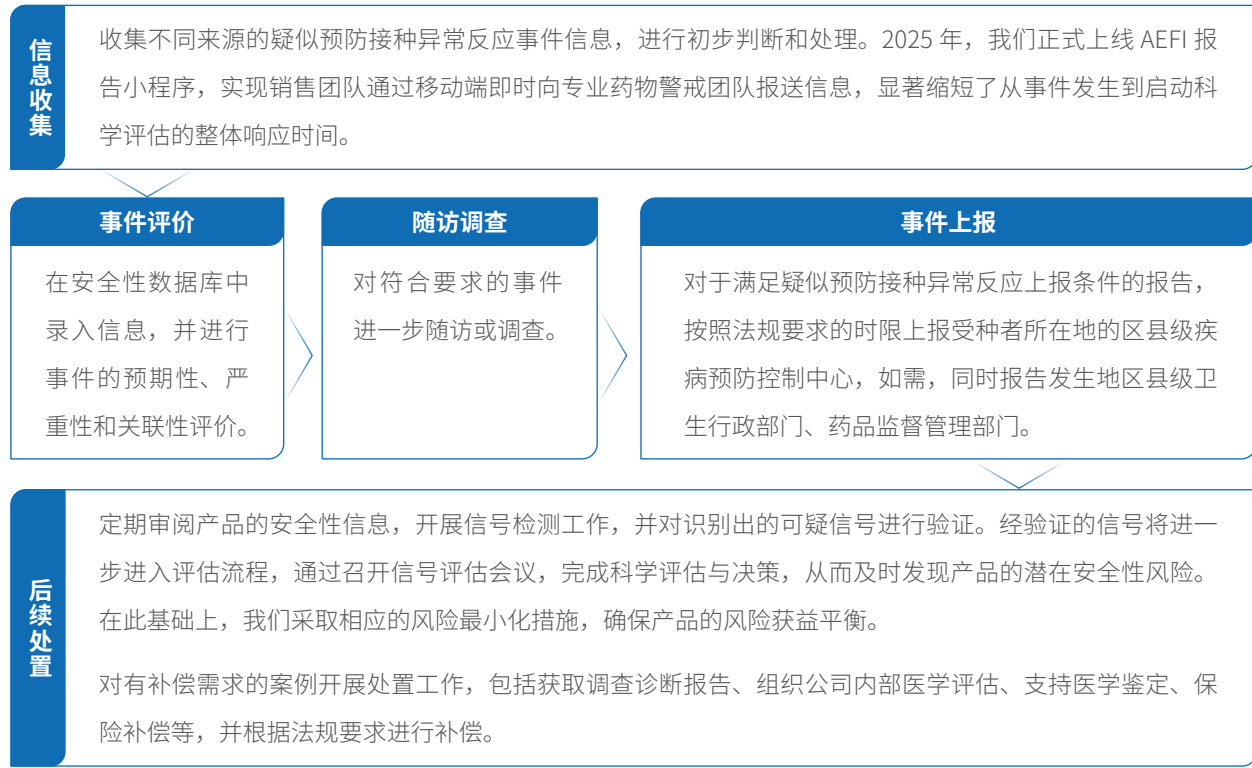 信息收集
收集不同来源的疑似预防接种异常反应事件信息，进行初步判断和处理。2025 年，我们正式上线 AEFI 报
告小程序，实现销售团队通过移动端即时向专业药物警戒团队报送信息，显著缩短了从事件发生到启动科
学评估的整体响应时间。
事件评价
在安全性数据库中
录入信息，并进行
事件的预期性、严
重性和关联性评价。
随访调查
对符合要求的事件
进一步随访或调查。
事件上报
对于满足疑似预防接种异常反应上报条件的报告，
按照法规要求的时限上报受种者所在地的区县级疾
病预防控制中心，如需，同时报告发生地区县级卫
生行政部门、药品监督管理部门。
后续处置
定期审阅产品的安全性信息，开展信号检测工作，并对识别出的可疑信号进行验证。经验证的信号将进一
步进入评估流程，通过召开信号评估会议，完成科学评估与决策，从而及时发现产品的潜在安全性风险。
在此基础上，我们采取相应的风险最小化措施，确保产品的风险获益平衡。
对有补偿需求的案例开展处置工作，包括获取调查诊断报告、组织公司内部医学评估、支持医学鉴定、保
险补偿等，并根据法规要求进行补偿。